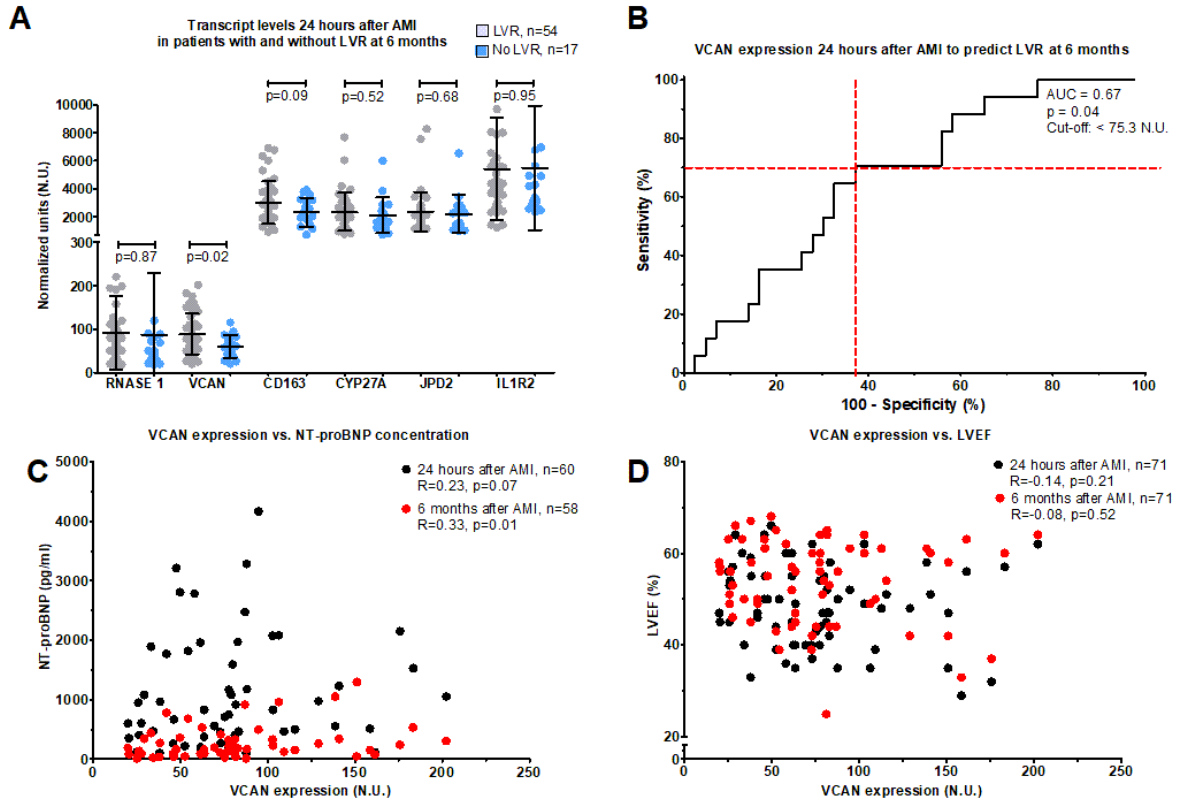 A
Transcript levels 24 hours after AMI
in patients with and without LVR at 6 months
LVR, n=54
No LVR, n=17
p=0.09
p=0.52
p=0.68
p=0.95
10000
8000
6000
4000
2000
300
p=0.87
p=0.02
200
100
0
Normalized units (N.U.)
RNASE 1
VCAN
CD163
CYP27A
JPD2
IL1R2
B
VCAN expression 24 hours after AMI to predict LVR at 6 months
AUC = 0.67
p = 0.04
Cut-off: < 75.3 N.U.
100
80
60
40
20
0
Sensitivity (%)
0
20
40
60
80
100
100 - Specificity (%)
C
VCAN expression vs. NT-proBNP concentration
24 hours after AMI, n=60
R=0.23, p=0.07
6 months after AMI, n=58
R=0.33, p=0.01
5000
4000
3000
2000
1000
0
NT-proBNP (pg/ml)
0
50
100
150
200
250
VCAN expression (N.U.)
D
VCAN expression vs. LVEF
24 hours after AMI, n=71
R=-0.14, p=0.21
6 months after AMI, n=71
R=-0.08, p=0.52
80
60
40
20
0
LVEF (%)
0
50
100
150
200
250
VCAN expression (N.U.)